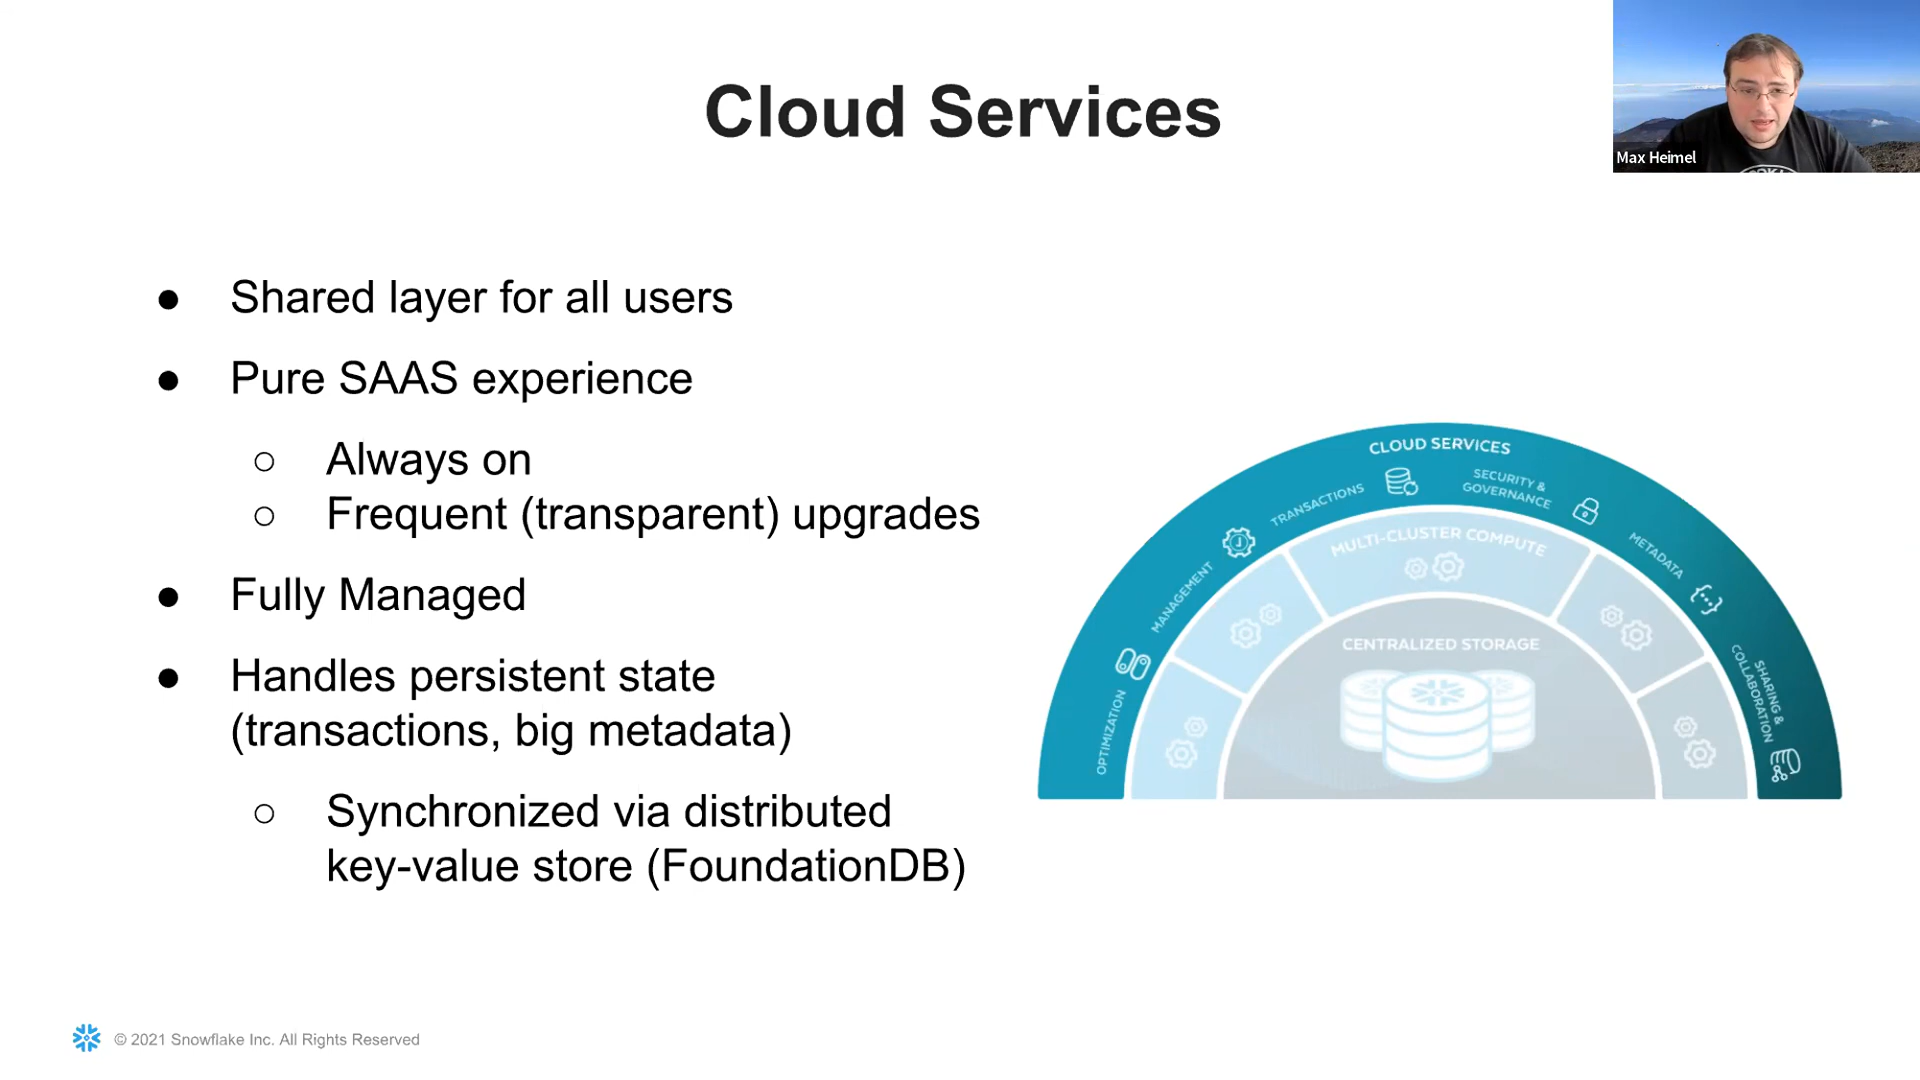 Cloud Services
Max Heimel
● Shared layer for all users
● Pure SAAS experience
○ Always on
○ Frequent (transparent) upgrades
● Fully Managed
● Handles persistent state
(transactions, big metadata)
○ Synchronized via distributed
key-value store (FoundationDB)
CLOUD SERVICES
OPTIMIZATION
MANAGEMENT
TRANSACTIONS
SECURITY &
GOVERNANCE
METADATA
SHARING &
COLLABORATION
MULTI-CLUSTER COMPUTE
CENTRALIZED STORAGE
© 2021 Snowflake Inc. All Rights Reserved